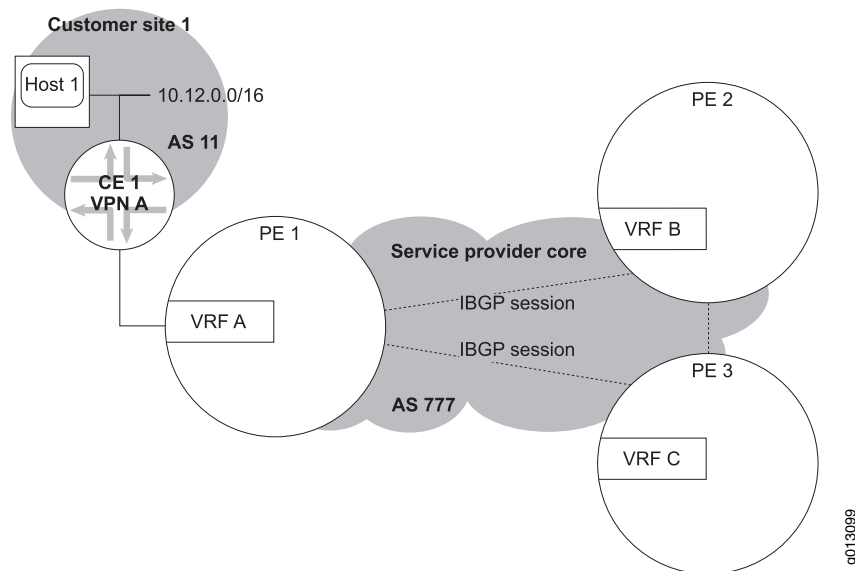 Customer site 1
Host 1
10.12.0.0/16
AS 11
CE 1
VPN A
PE 1
VRF A
Service provider core
IBGP session
IBGP session
AS 777
PE 2
VRF B
PE 3
VRF C
g013099